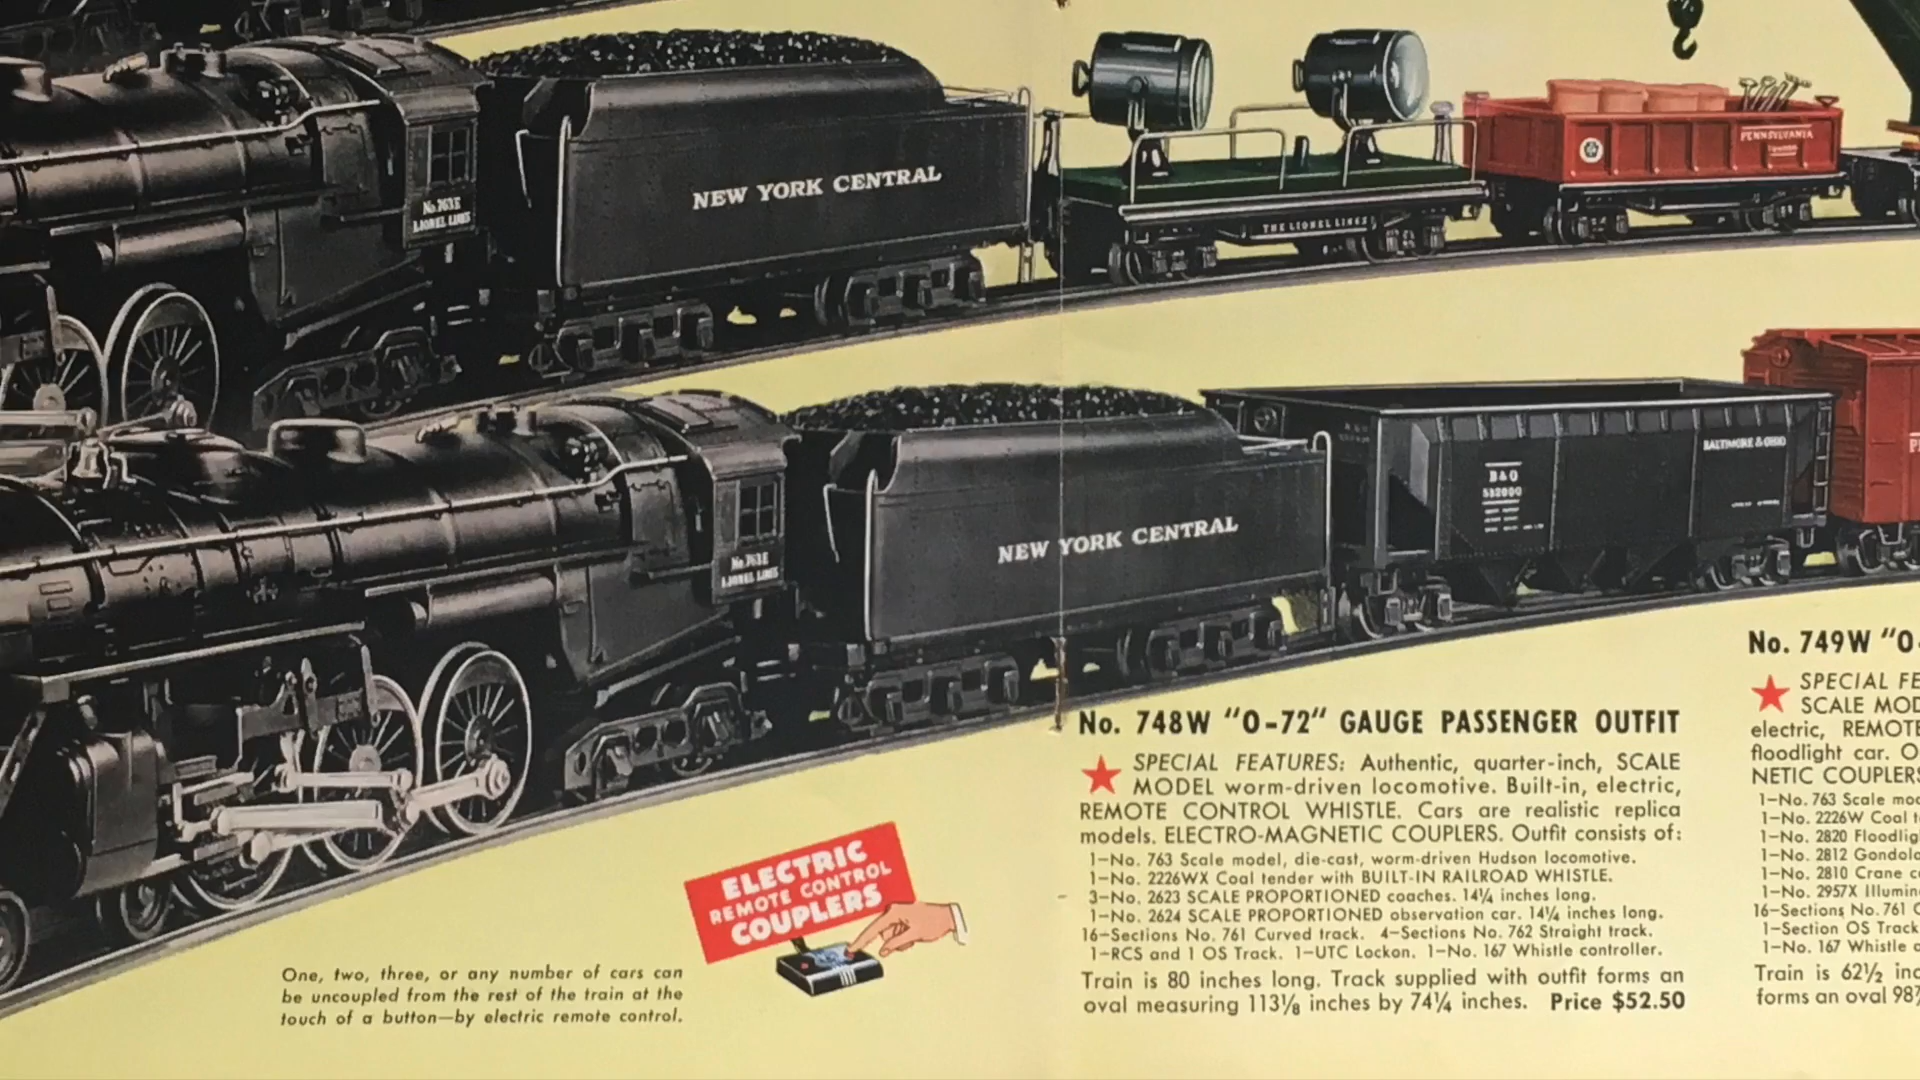 NEW YORK CENTRAL
No. 763E
LIONEL LINES
THE LIONEL LINES
PENNSYLVANIA
NEW YORK CENTRAL
No. 763E
LIONEL LINES
B & O
532000
BALTIMORE & OHIO
ELECTRIC
REMOTE CONTROL
COUPLERS
One, two, three, or any number of cars can
be uncoupled from the rest of the train at the
touch of a button—by electric remote control.
No. 748W "O-72" GAUGE PASSENGER OUTFIT
SPECIAL FEATURES: Authentic, quarter-inch, SCALE
MODEL worm-driven locomotive. Built-in, electric,
REMOTE CONTROL WHISTLE. Cars are realistic replica
models. ELECTRO-MAGNETIC COUPLERS. Outfit consists of:
1—No. 763 Scale model, die-cast, worm-driven Hudson locomotive.
1—No. 2226WX Coal tender with BUILT-IN RAILROAD WHISTLE.
3—No. 2623 SCALE PROPORTIONED coaches. 14¼ inches long.
1—No. 2624 SCALE PROPORTIONED observation car. 14¼ inches long.
16—Sections No. 761 Curved track. 4—Sections No. 762 Straight track.
1—RCS and 1 OS Track. 1—UTC Lockon. 1—No. 167 Whistle controller.
Train is 80 inches long. Track supplied with outfit forms an
oval measuring 113⅛ inches by 74¼ inches. Price $52.50
No. 749W "O-
SPECIAL FE
SCALE MOD
electric, REMOTE
floodlight car. O
NETIC COUPLERS
1—No. 763 Scale mod
1—No. 2226W Coal t
1—No. 2820 Floodlig
1—No. 2812 Gondola
1—No. 2810 Crane c
1—No. 2957X Illumin
16—Sections No. 761 C
1—Section OS Track
1—No. 167 Whistle c
Train is 62½ inc
forms an oval 98⅞